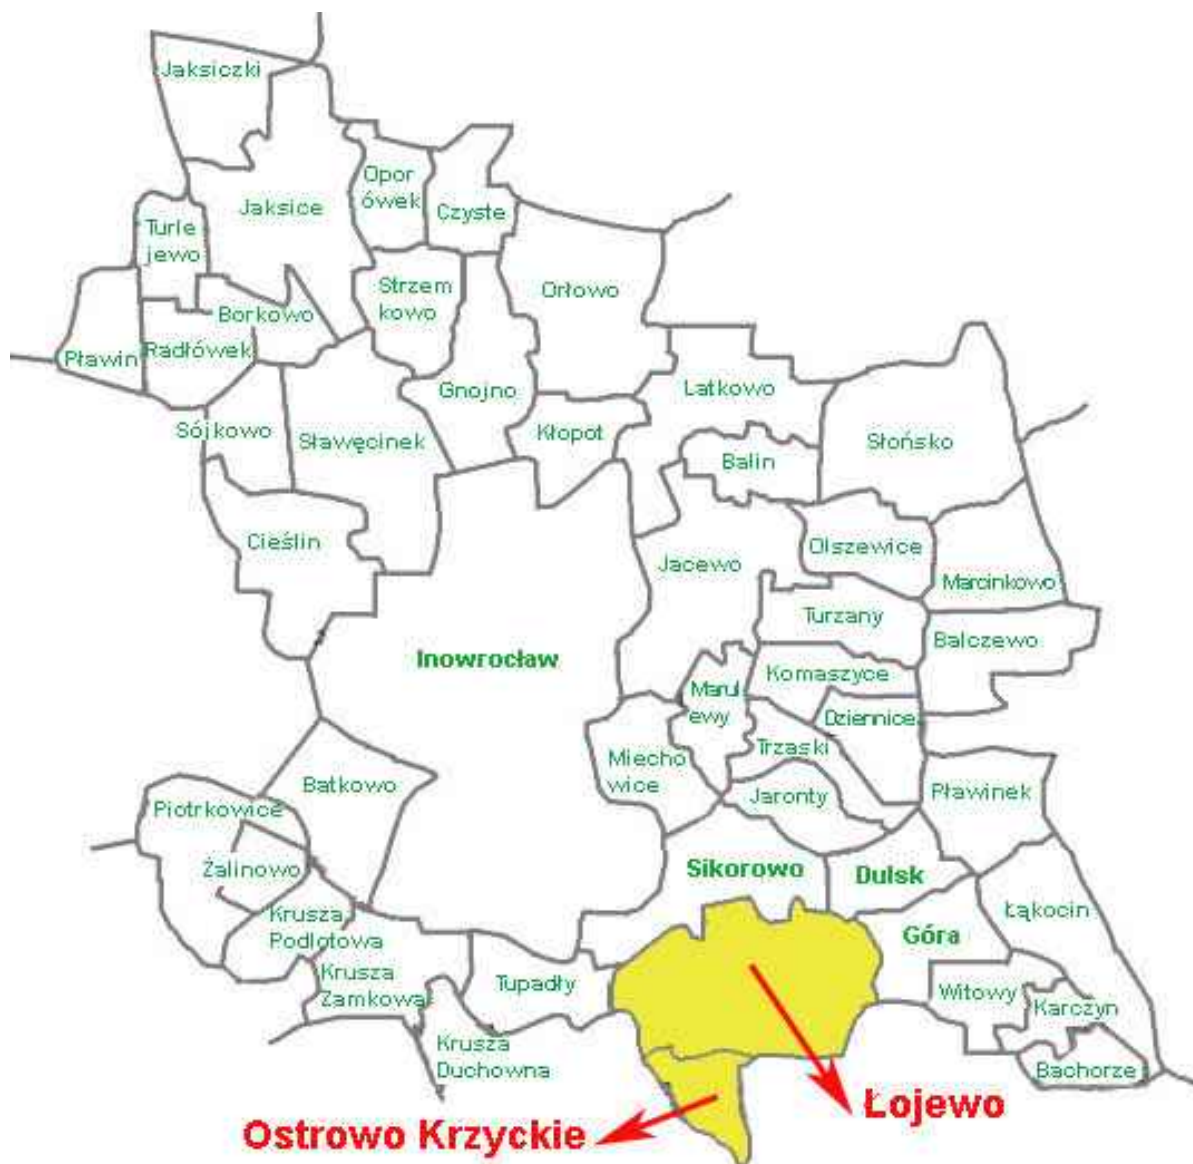 Jaksiczki
Opor
ówek
Jaksice
Czyste
Turle
jewo
Strzem
kowo
Orłowo
Borkowo
Pławin
Radłówek
Gnojno
Latkowo
Sójkowo
Sławęcinek
Kłopot
Słońsko
Balin
Cieślin
Olszewice
Jacewo
Marcinkowo
Turzany
Balczewo
Inowrocław
Komaszyce
Marul
ewy
Dziennice
Trzaski
Miecho
wice
Batkowo
Jaronty
Pławinek
Piotrkowice
Żalinowo
Sikorowo
Dulsk
Łąkocin
Krusza
Podlotowa
Góra
Krusza
Zamkowa
Tupadły
Witowy
Karczyn
Krusza
Duchowna
Bachorze
Łojewo
Ostrowo Krzyckie